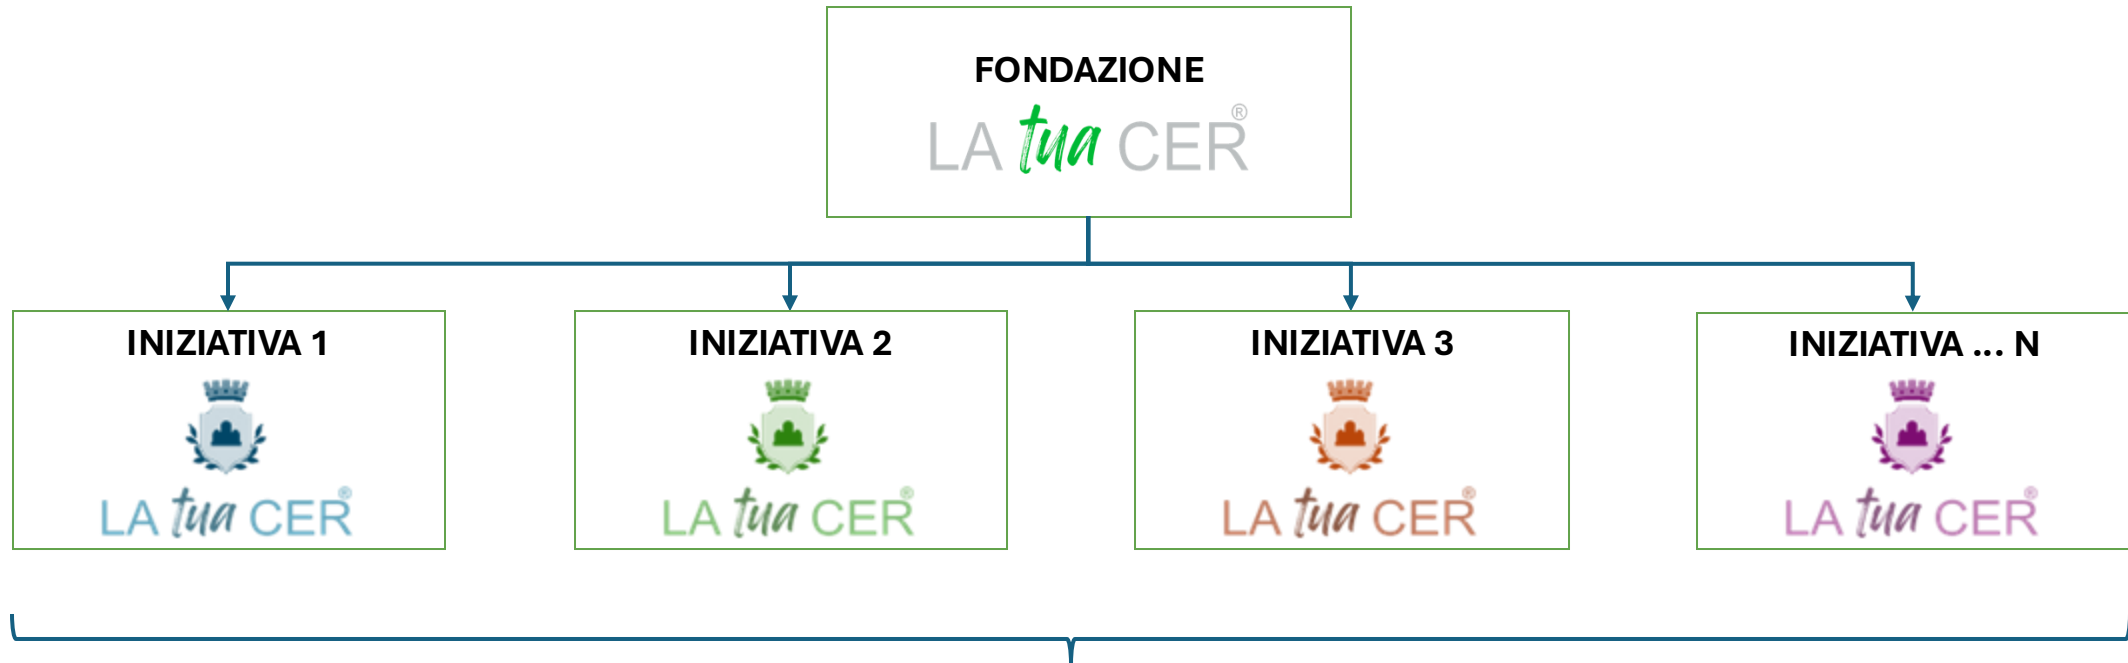 FONDAZIONE
LA tua CER®
INIZIATIVA 1
LA tua CER®
INIZIATIVA 2
LA tua CER®
INIZIATIVA 3
LA tua CER®
INIZIATIVA ... N
LA tua CER®